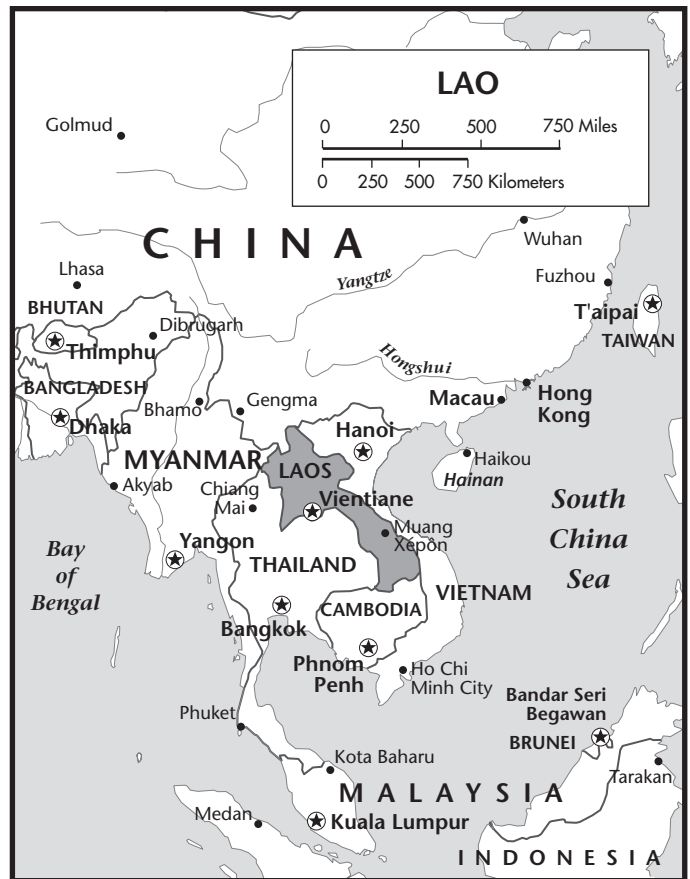 LAO
0 250 500 750 Miles
0 250 500 750 Kilometers
Golmud
CHINA
Wuhan
Yangtze
Lhasa
Fuzhou
BHUTAN
T'aipai
Dibrugarh
Thimphu
TAIWAN
Hongshui
BANGLADESH
Macau
Hong
Kong
Bhamo
Gengma
Dhaka
Hanoi
MYANMAR
LAOS
Haikou
Hainan
Akyab
Chiang
Mai
Vientiane
South
China
Sea
Muang
Xépôn
Yangon
Bay
of
Bengal
THAILAND
VIETNAM
CAMBODIA
Bangkok
Phnom
Penh
Ho Chi
Minh City
Bandar Seri
Begawan
Phuket
BRUNEI
Kota Baharu
Tarakan
MALAYSIA
Medan
Kuala Lumpur
INDONESIA